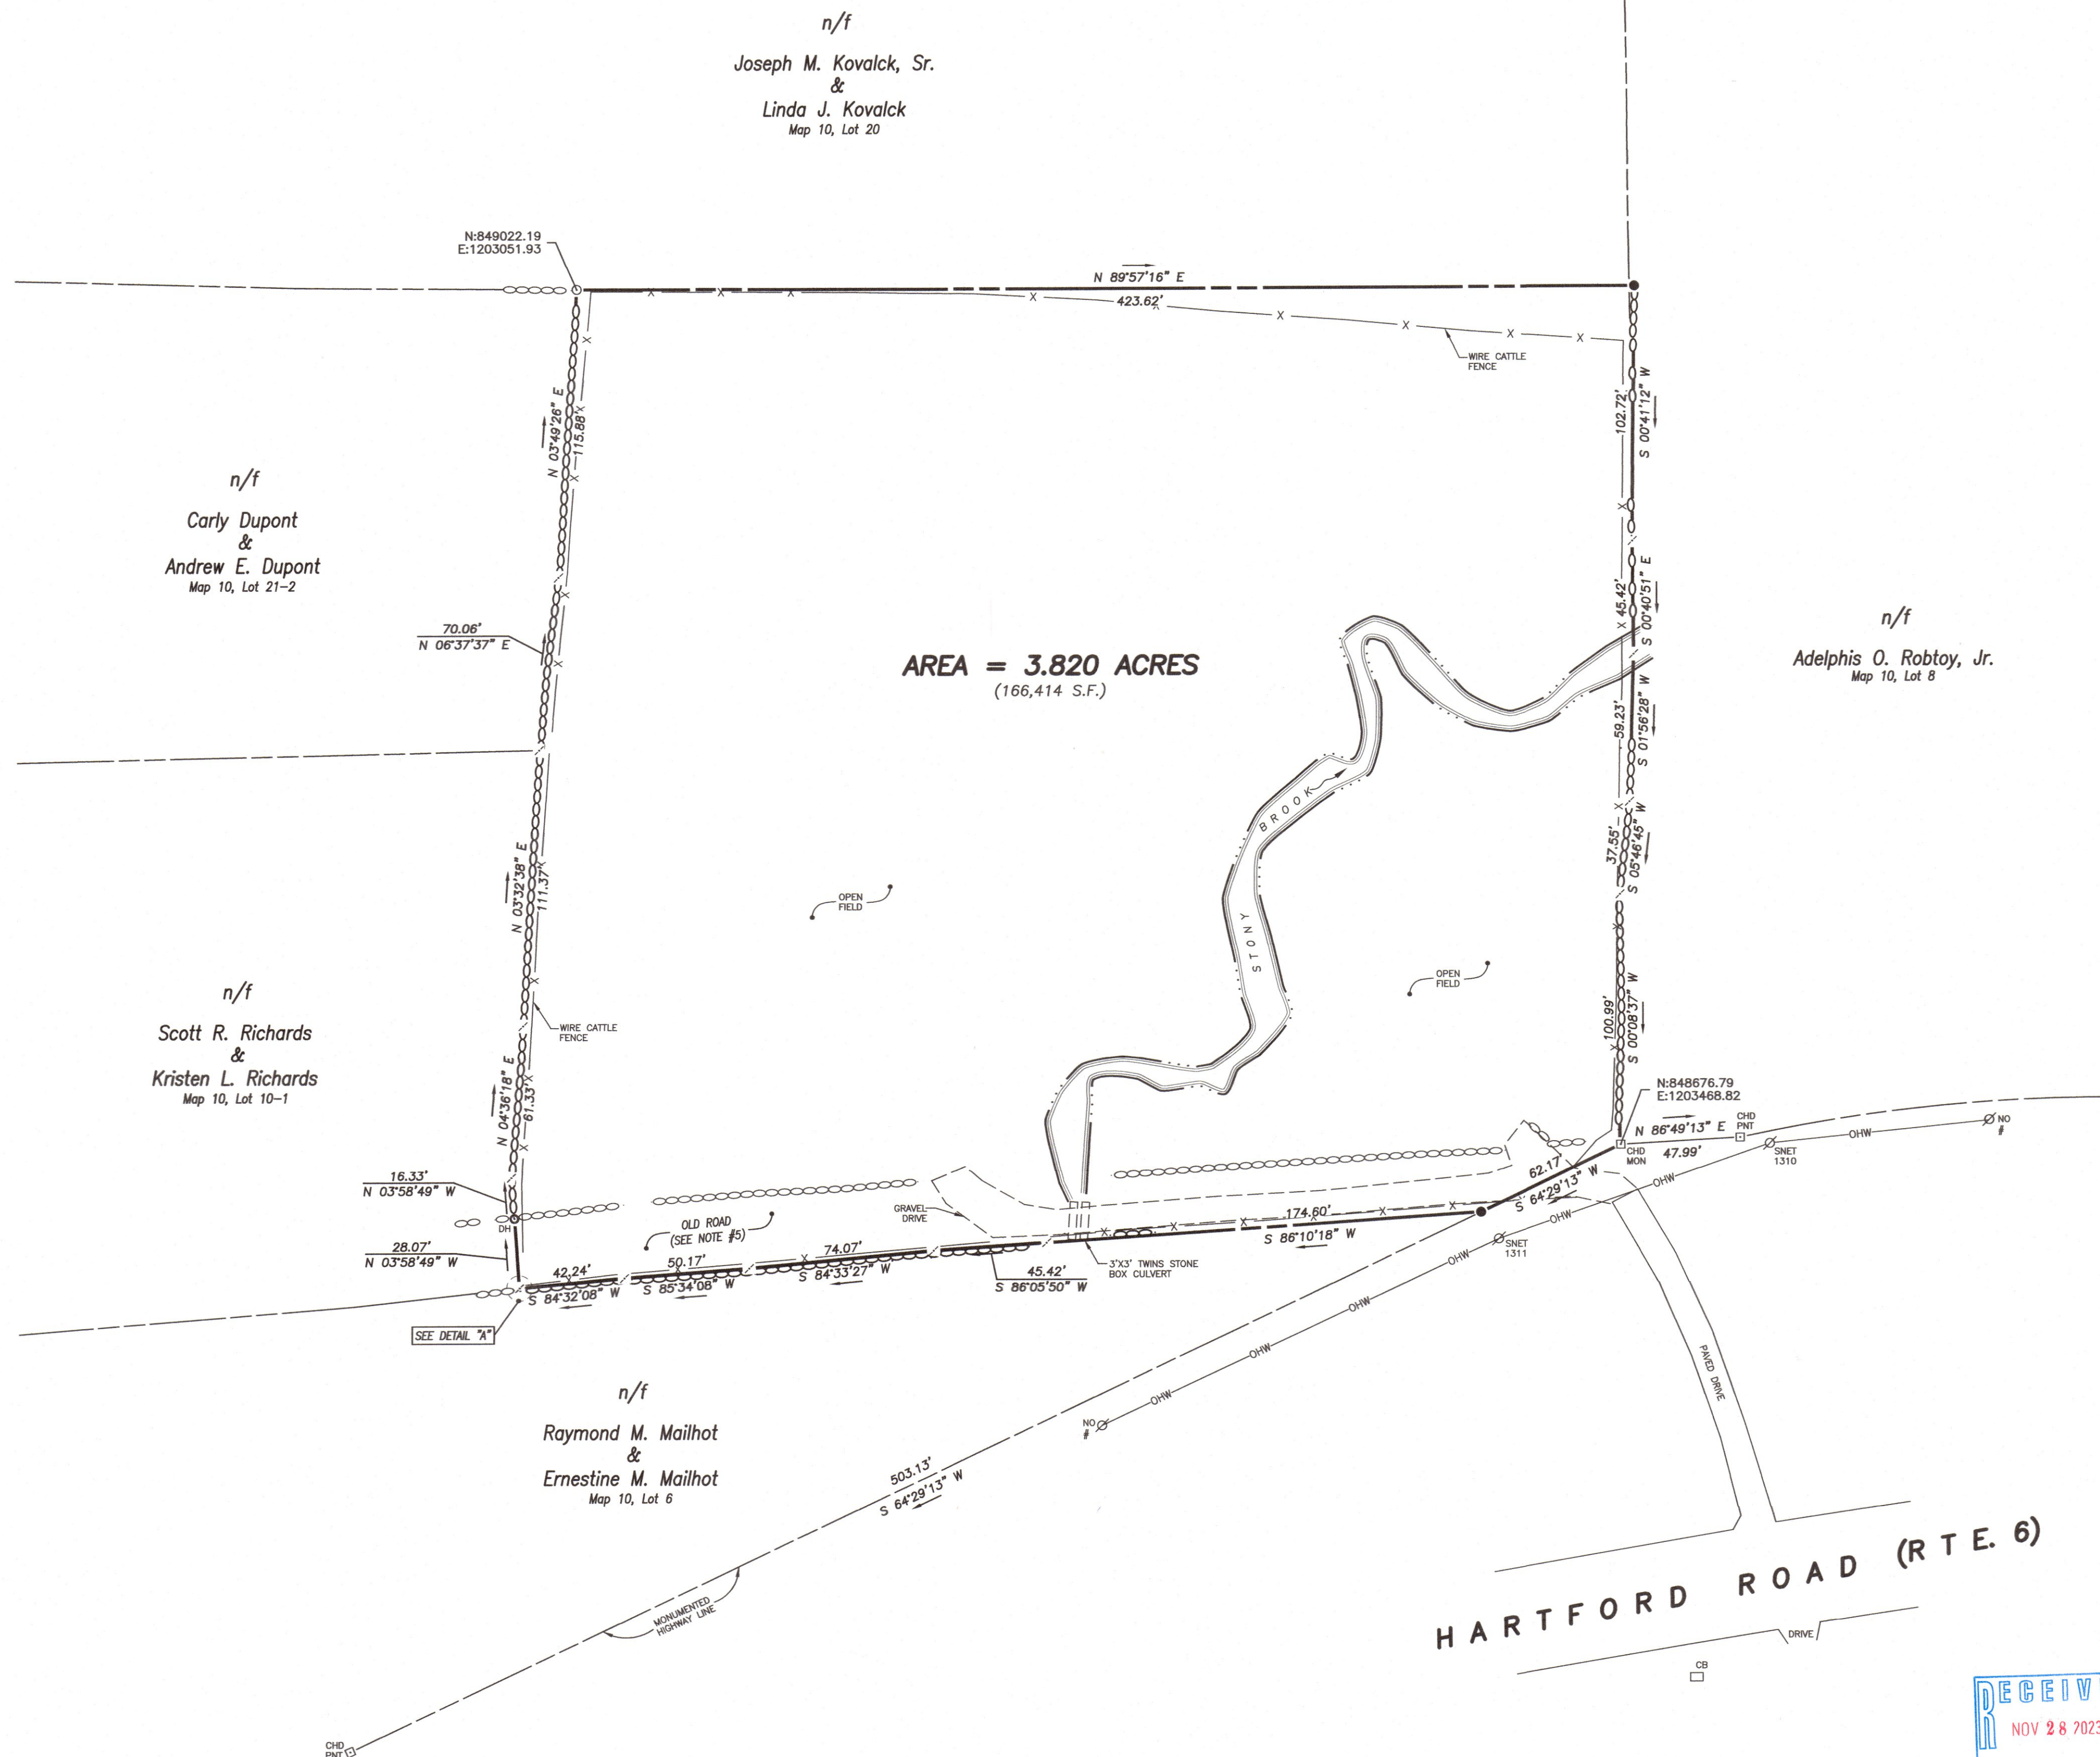 n/f
Joseph M. Kovalck, Sr.
&
Linda J. Kovalck
Map 10, Lot 20
N:849022.19
E:1203051.93
N 89°57'16" E
423.62'
WIRE CATTLE
FENCE
N 03°49'26" E
115.88'
102.72'
S 00°41'12" W
n/f
Carly Dupont
&
Andrew E. Dupont
Map 10, Lot 21-2
70.06'
N 06°37'37" E
AREA = 3.820 ACRES
(166,414 S.F.)
45.42'
S 00°40'51" E
n/f
Adelphis O. Robtoy, Jr.
Map 10, Lot 8
59.23'
S 01°56'28" W
STONY BROOK
37.55'
S 05°46'45" W
N 03°32'38" E
111.37'
OPEN
FIELD
OPEN
FIELD
n/f
Scott R. Richards
&
Kristen L. Richards
Map 10, Lot 10-1
WIRE CATTLE
FENCE
100.99'
S 00°08'37" W
N 04°36'18" E
61.33'
N:848676.79
E:1203468.82
N 86°49'13" E
47.99'
CHD
PNT
CHD
MON
NO
#
OHW
SNET
1310
OHW
16.33'
N 03°58'49" W
DH
28.07'
N 03°58'49" W
62.17'
S 64°29'13" W
GRAVEL
DRIVE
OLD ROAD
(SEE NOTE #5)
174.60'
S 86°10'18" W
OHW
SNET
1311
OHW
42.24'
S 84°32'08" W
50.17'
S 85°34'08" W
74.07'
S 84°33'27" W
45.42'
S 86°05'50" W
3'X3' TWINS STONE
BOX CULVERT
SEE DETAIL "A"
OHW
OHW
OHW
NO
#
PAVED DRIVE
n/f
Raymond M. Mailhot
&
Ernestine M. Mailhot
Map 10, Lot 6
503.13'
S 64°29'13" W
MONUMENTED
HIGHWAY LINE
HARTFORD ROAD (RTE. 6)
DRIVE
CB
CHD
PNT
RECEIV
NOV 28 2023